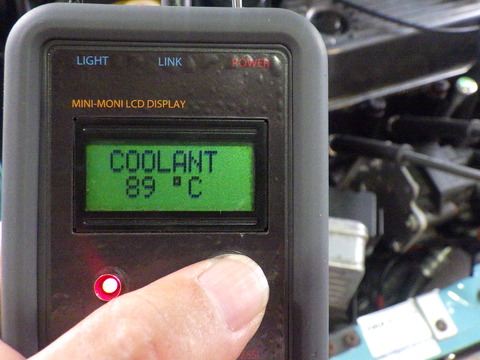 LIGHT LINK POWER
MINI-MONI LCD DISPLAY
COOLANT
89 °C